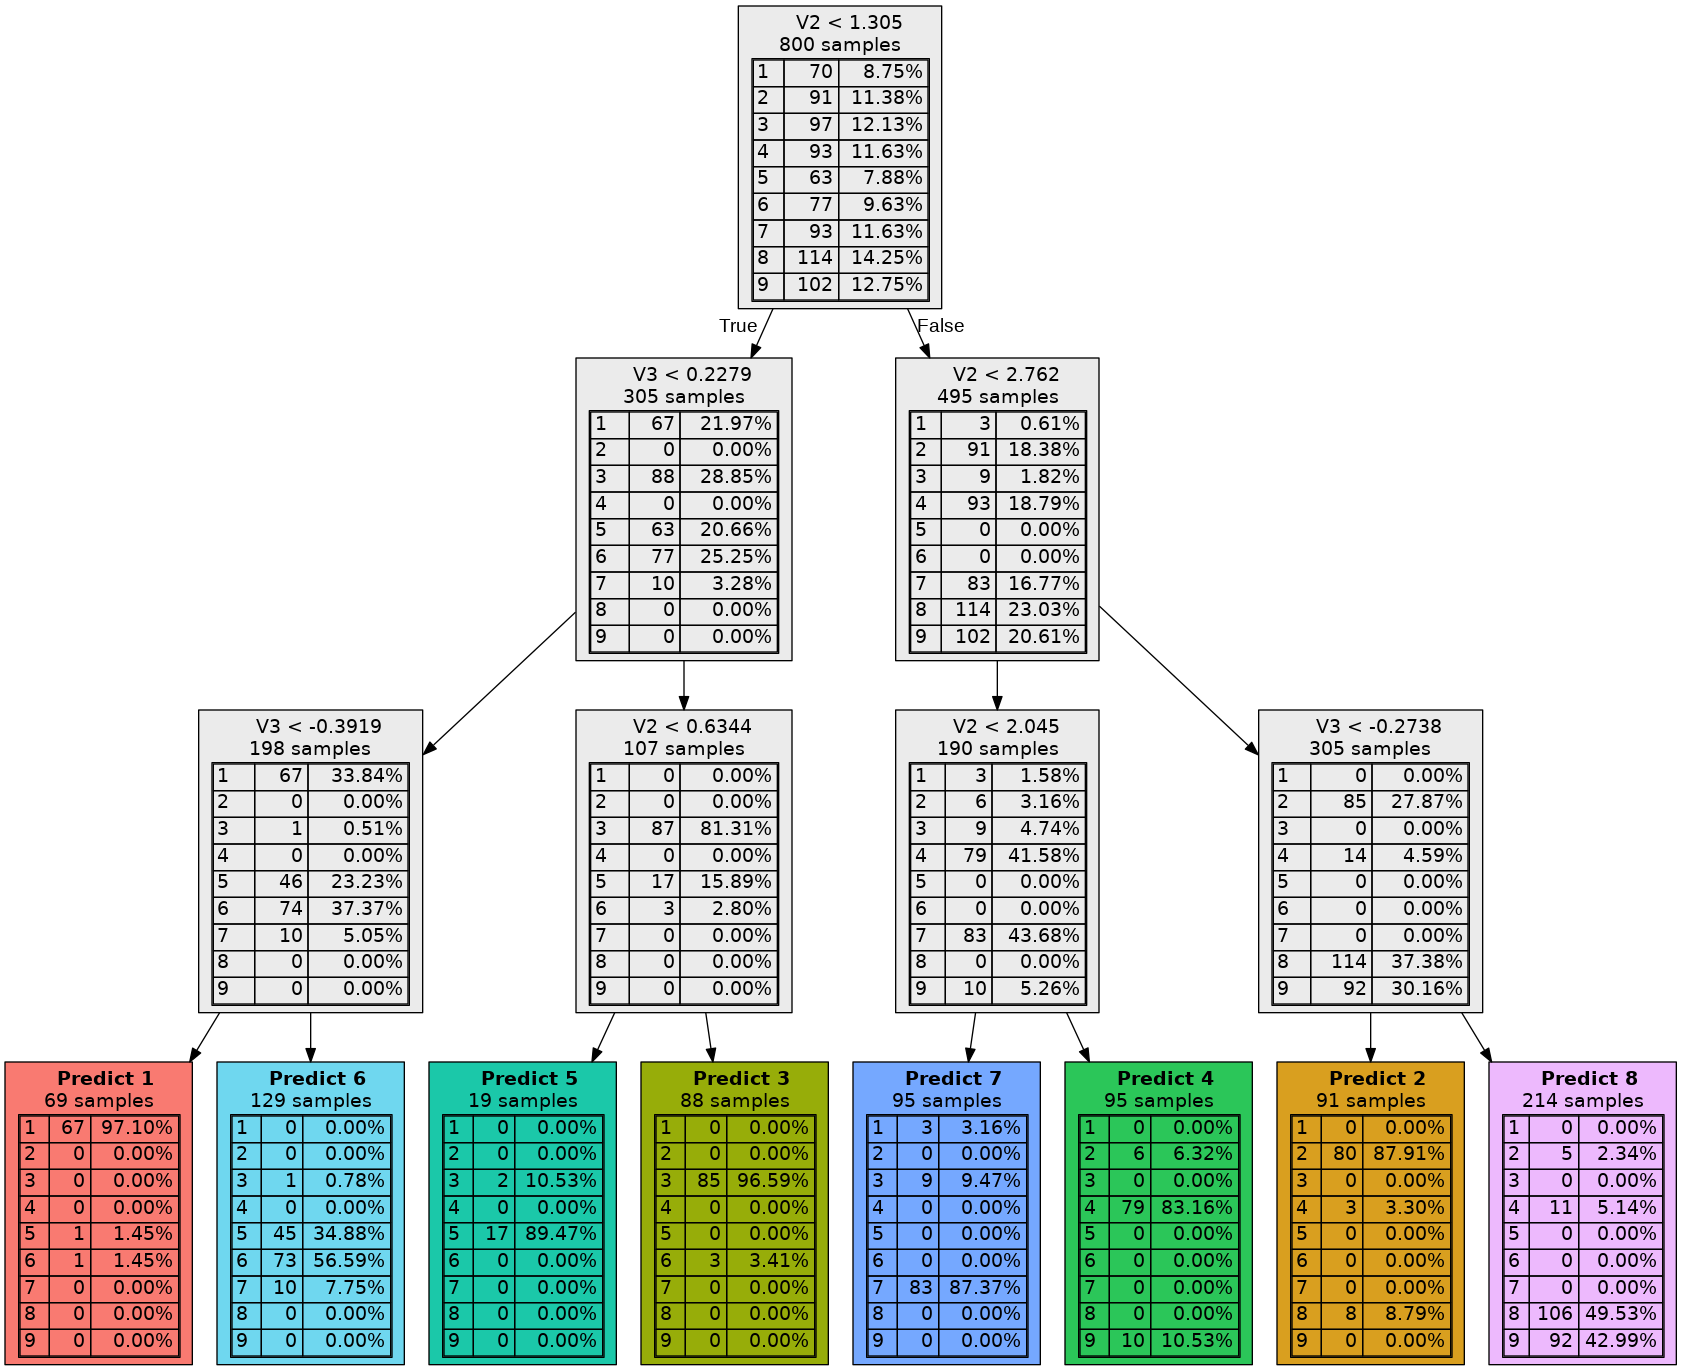 V2 < 1.305
800 samples
1 70 8.75%
2 91 11.38%
3 97 12.13%
4 93 11.63%
5 63 7.88%
6 77 9.63%
7 93 11.63%
8 114 14.25%
9 102 12.75%
True False
V3 < 0.2279
305 samples
1 67 21.97%
2 0 0.00%
3 88 28.85%
4 0 0.00%
5 63 20.66%
6 77 25.25%
7 10 3.28%
8 0 0.00%
9 0 0.00%
V2 < 2.762
495 samples
1 3 0.61%
2 91 18.38%
3 9 1.82%
4 93 18.79%
5 0 0.00%
6 0 0.00%
7 83 16.77%
8 114 23.03%
9 102 20.61%
V3 < -0.3919
198 samples
1 67 33.84%
2 0 0.00%
3 1 0.51%
4 0 0.00%
5 46 23.23%
6 74 37.37%
7 10 5.05%
8 0 0.00%
9 0 0.00%
V2 < 0.6344
107 samples
1 0 0.00%
2 0 0.00%
3 87 81.31%
4 0 0.00%
5 17 15.89%
6 3 2.80%
7 0 0.00%
8 0 0.00%
9 0 0.00%
V2 < 2.045
190 samples
1 3 1.58%
2 6 3.16%
3 9 4.74%
4 79 41.58%
5 0 0.00%
6 0 0.00%
7 83 43.68%
8 0 0.00%
9 10 5.26%
V3 < -0.2738
305 samples
1 0 0.00%
2 85 27.87%
3 0 0.00%
4 14 4.59%
5 0 0.00%
6 0 0.00%
7 0 0.00%
8 114 37.38%
9 92 30.16%
Predict 1
69 samples
1 67 97.10%
2 0 0.00%
3 0 0.00%
4 0 0.00%
5 1 1.45%
6 1 1.45%
7 0 0.00%
8 0 0.00%
9 0 0.00%
Predict 6
129 samples
1 0 0.00%
2 0 0.00%
3 1 0.78%
4 0 0.00%
5 45 34.88%
6 73 56.59%
7 10 7.75%
8 0 0.00%
9 0 0.00%
Predict 5
19 samples
1 0 0.00%
2 0 0.00%
3 2 10.53%
4 0 0.00%
5 17 89.47%
6 0 0.00%
7 0 0.00%
8 0 0.00%
9 0 0.00%
Predict 3
88 samples
1 0 0.00%
2 0 0.00%
3 85 96.59%
4 0 0.00%
5 0 0.00%
6 3 3.41%
7 0 0.00%
8 0 0.00%
9 0 0.00%
Predict 7
95 samples
1 3 3.16%
2 0 0.00%
3 9 9.47%
4 0 0.00%
5 0 0.00%
6 0 0.00%
7 83 87.37%
8 0 0.00%
9 0 0.00%
Predict 4
95 samples
1 0 0.00%
2 6 6.32%
3 0 0.00%
4 79 83.16%
5 0 0.00%
6 0 0.00%
7 0 0.00%
8 0 0.00%
9 10 10.53%
Predict 2
91 samples
1 0 0.00%
2 80 87.91%
3 0 0.00%
4 3 3.30%
5 0 0.00%
6 0 0.00%
7 0 0.00%
8 8 8.79%
9 0 0.00%
Predict 8
214 samples
1 0 0.00%
2 5 2.34%
3 0 0.00%
4 11 5.14%
5 0 0.00%
6 0 0.00%
7 0 0.00%
8 106 49.53%
9 92 42.99%